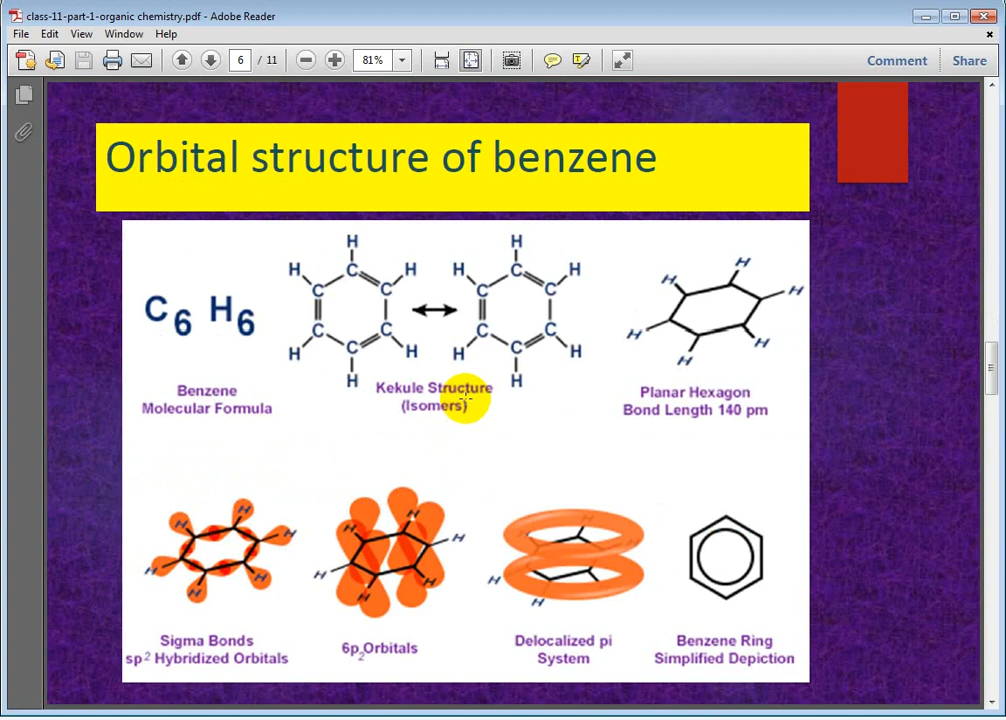 class-11-part-1-organic chemistry.pdf - Adobe Reader
File Edit View Window Help
6 / 11 81% Comment Share
Orbital structure of benzene
H H
H H H H H
C C H H
C C C C
C6 H6
C C C C H
C C H
H H H H H
H H
Benzene
Molecular Formula
Kekule Structure
(Isomers)
Planar Hexagon
Bond Length 140 pm
H H H H H
H H H H H
H H H H H H
H
Sigma Bonds
sp2 Hybridized Orbitals
6p2Orbitals
Delocalized pi
System
Benzene Ring
Simplified Depiction